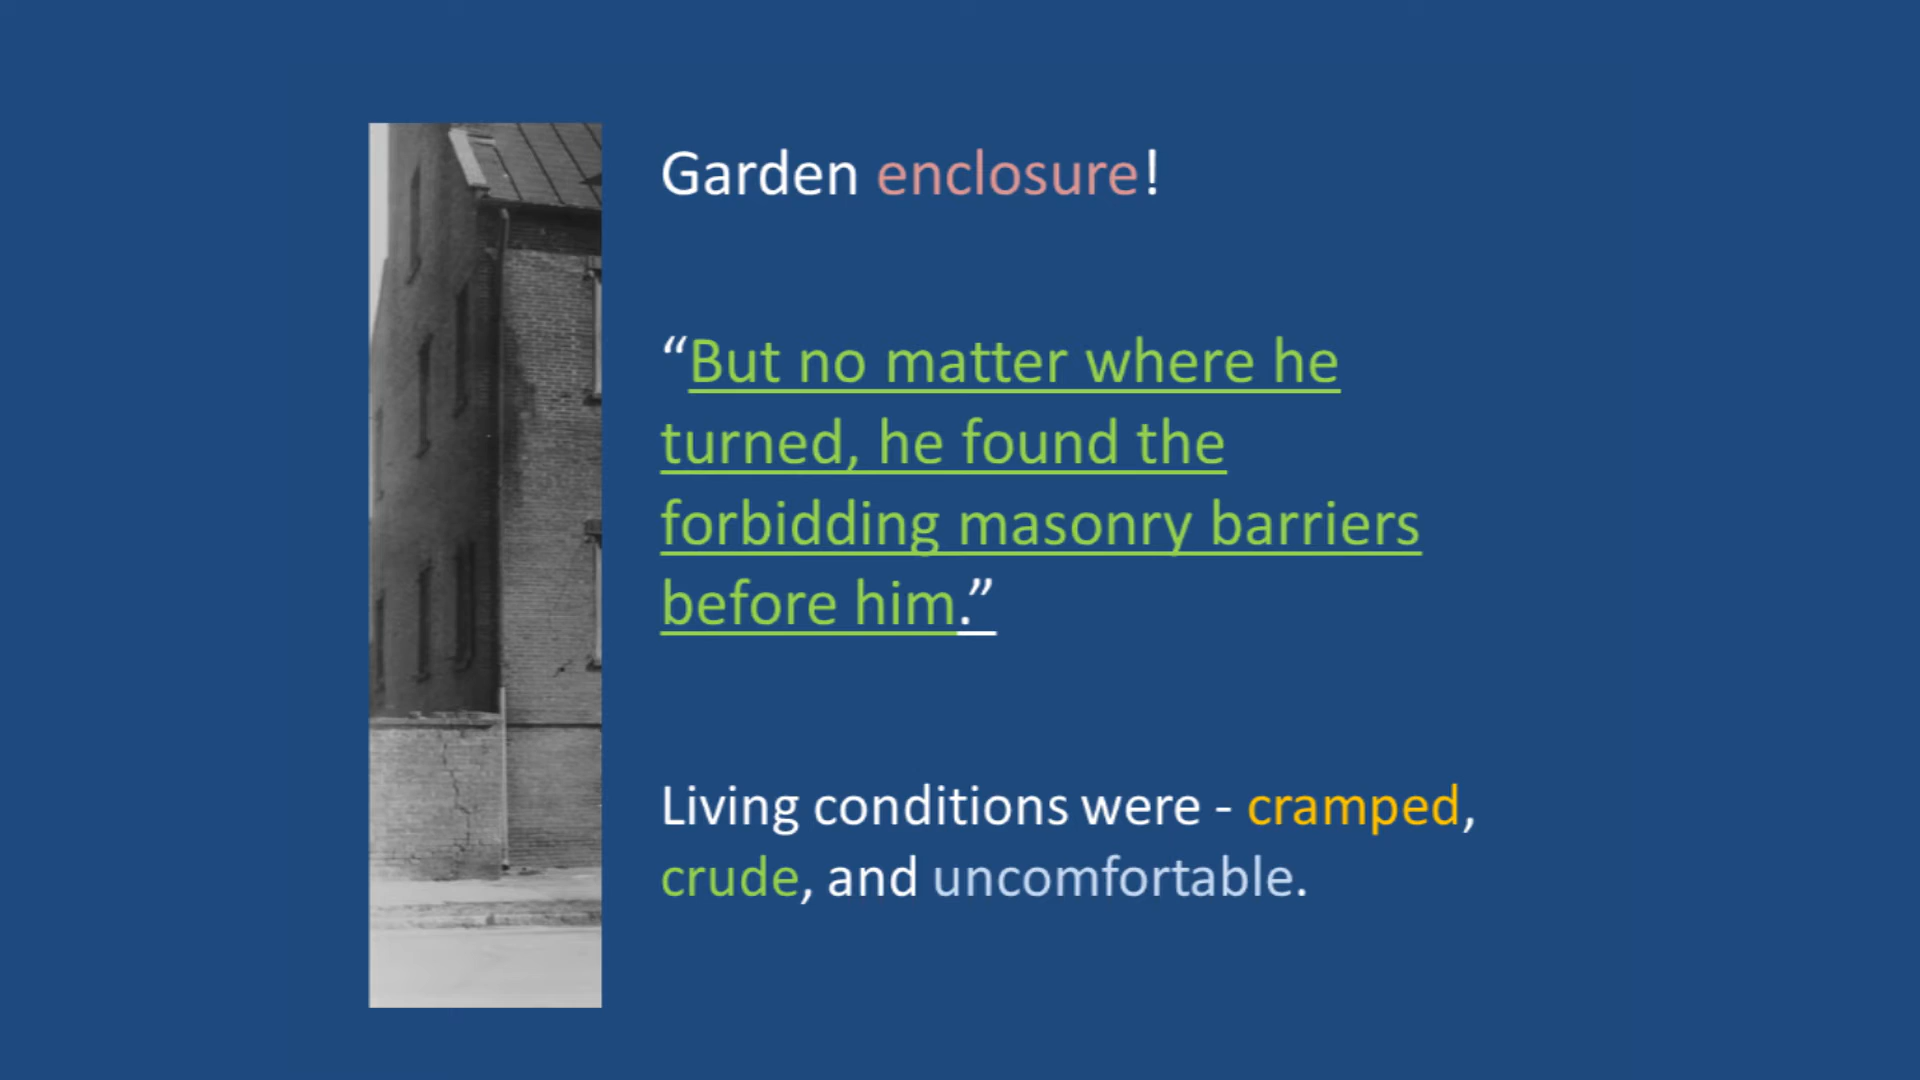 Garden enclosure!
“But no matter where he
turned, he found the
forbidding masonry barriers
before him.”
Living conditions were - cramped,
crude, and uncomfortable.